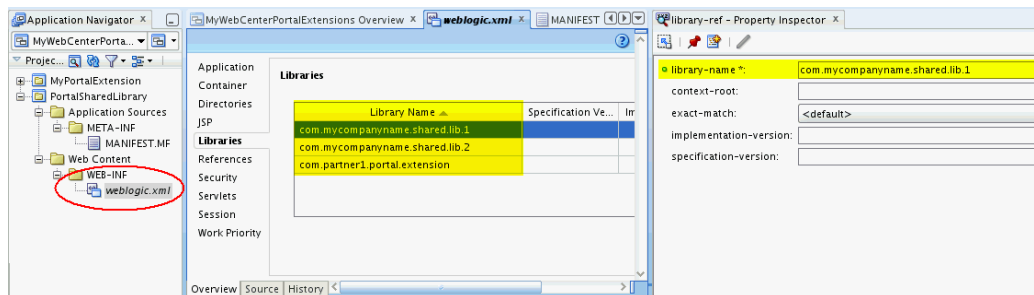 Application Navigator
MyWebCenterPorta...
Projec...
MyPortalExtension
PortalSharedLibrary
Application Sources
META-INF
MANIFEST.MF
Web Content
WEB-INF
weblogic.xml
MyWebCenterPortalExtensions Overview
weblogic.xml
MANIFEST
Application
Container
Directories
JSP
Libraries
References
Security
Servlets
Session
Work Priority
Libraries
Library Name
Specification Ve...
Im
com.mycompanyname.shared.lib.1
com.mycompanyname.shared.lib.2
com.partner1.portal.extension
Overview
Source
History
library-ref - Property Inspector
library-name *:
com.mycompanyname.shared.lib.1
context-root:
exact-match:
<default>
implementation-version:
specification-version: